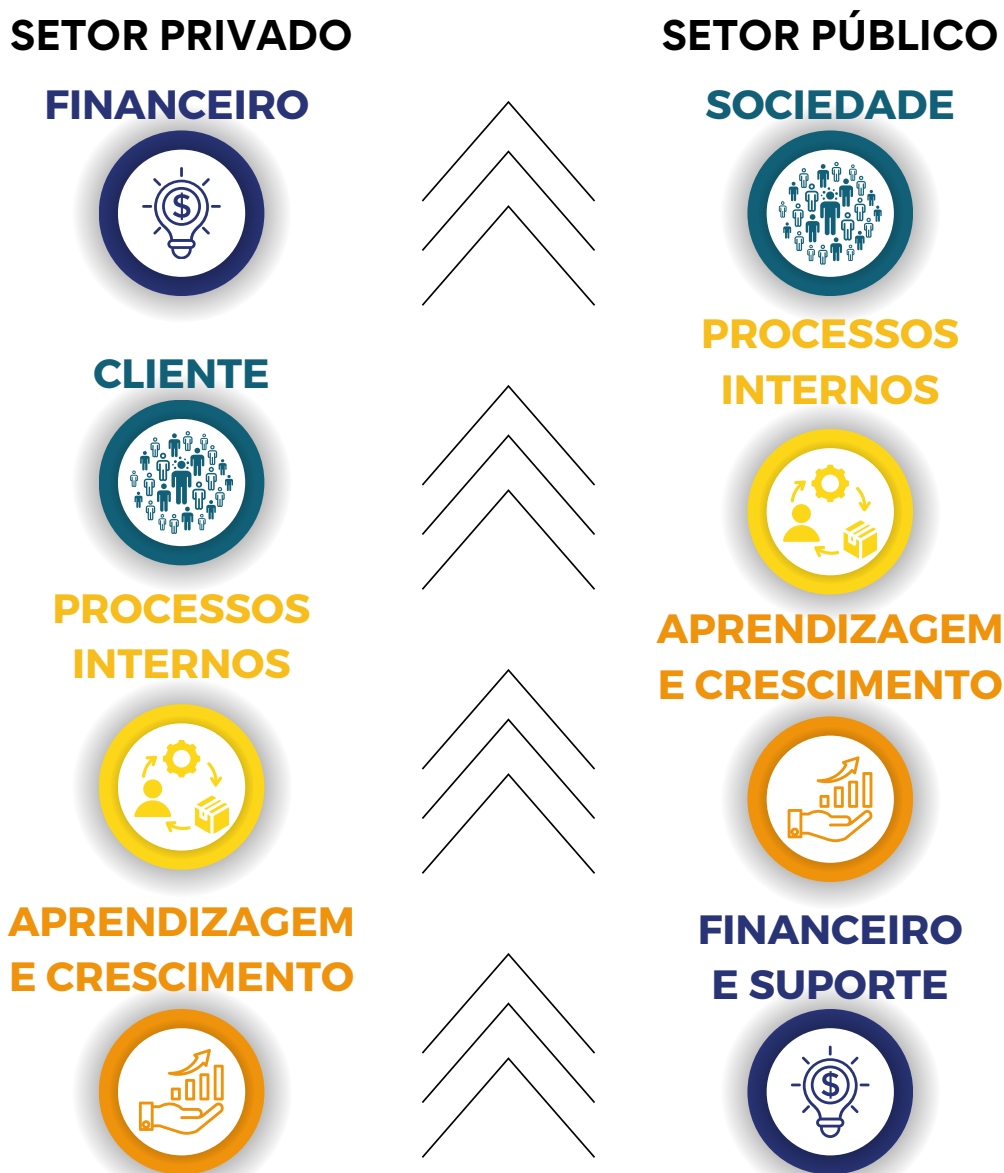 SETOR PRIVADO
FINANCEIRO
$
CLIENTE
PROCESSOS
INTERNOS
APRENDIZAGEM
E CRESCIMENTO
SETOR PÚBLICO
SOCIEDADE
PROCESSOS
INTERNOS
APRENDIZAGEM
E CRESCIMENTO
FINANCEIRO
E SUPORTE
$